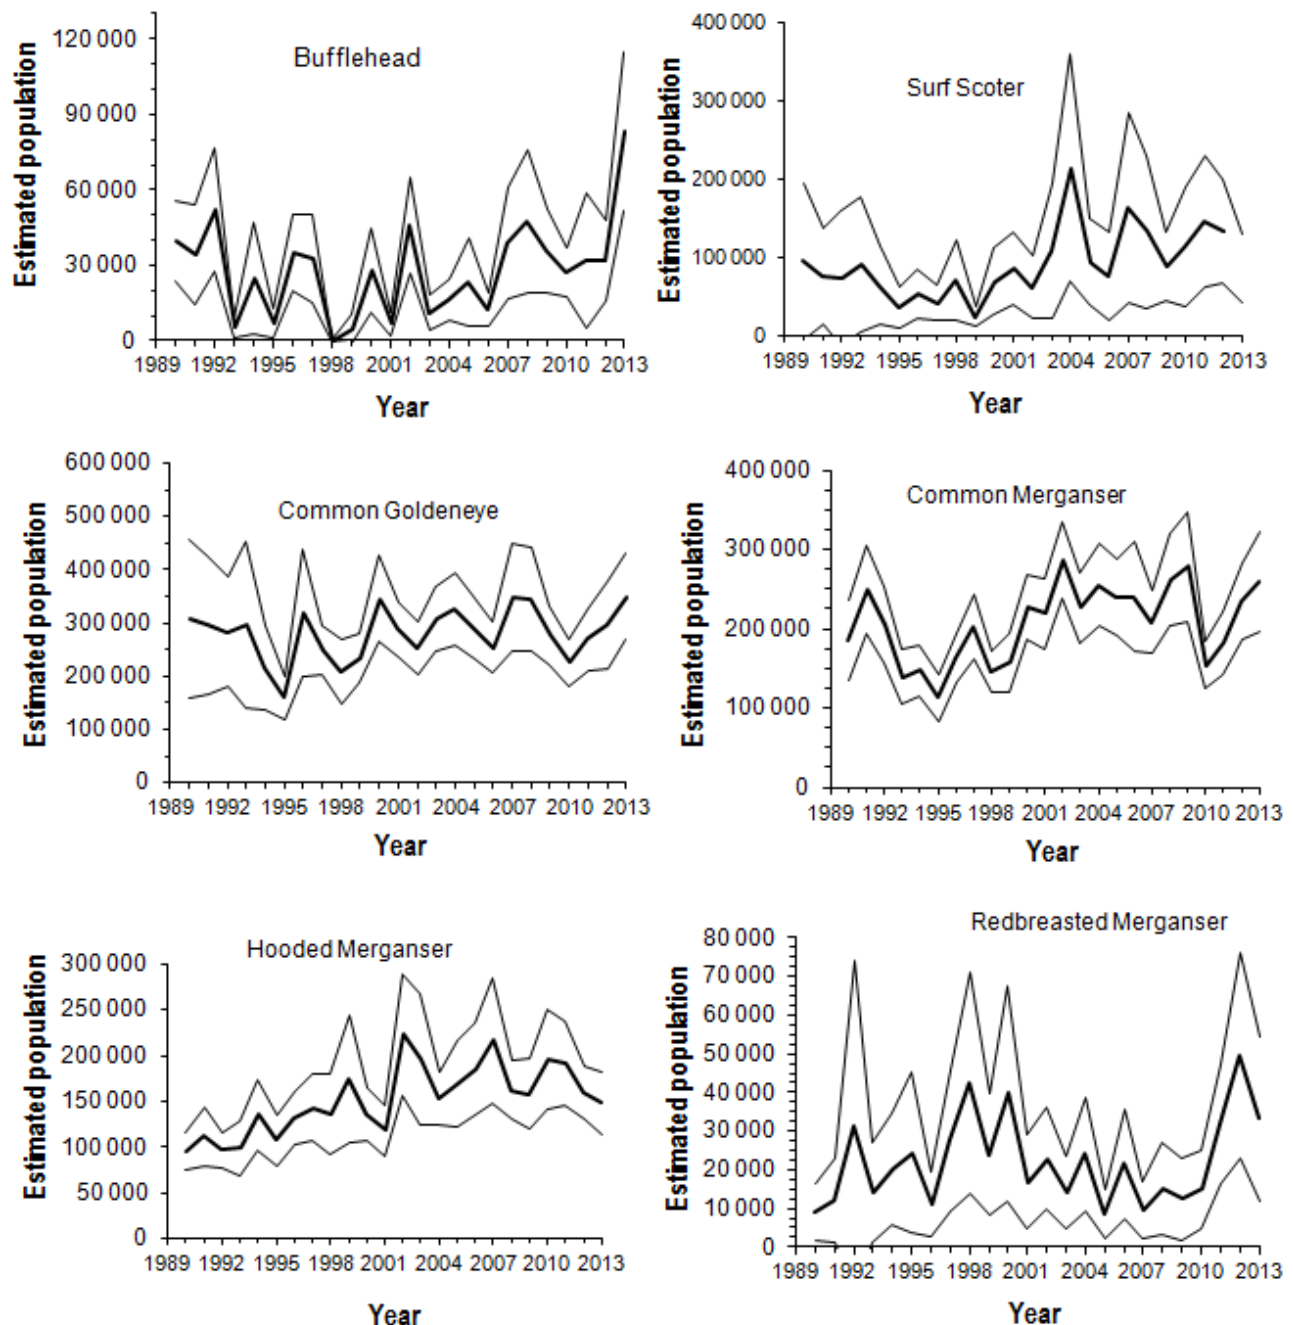 Bufflehead
Estimated population
120 000
90 000
60 000
30 000
0
1989 1992 1995 1998 2001 2004 2007 2010 2013
Year
Surf Scoter
Estimated population
400 000
300 000
200 000
100 000
0
1989 1992 1995 1998 2001 2004 2007 2010 2013
Year
Common Goldeneye
Estimated population
600 000
500 000
400 000
300 000
200 000
100 000
0
1989 1992 1995 1998 2001 2004 2007 2010 2013
Year
Common Merganser
Estimated population
400 000
300 000
200 000
100 000
0
1989 1992 1995 1998 2001 2004 2007 2010 2013
Year
Hooded Merganser
Estimated population
300 000
250 000
200 000
150 000
100 000
50 000
0
1989 1992 1995 1998 2001 2004 2007 2010 2013
Year
Redbreasted Merganser
Estimated population
80 000
70 000
60 000
50 000
40 000
30 000
20 000
10 000
0
1989 1992 1995 1998 2001 2004 2007 2010 2013
Year